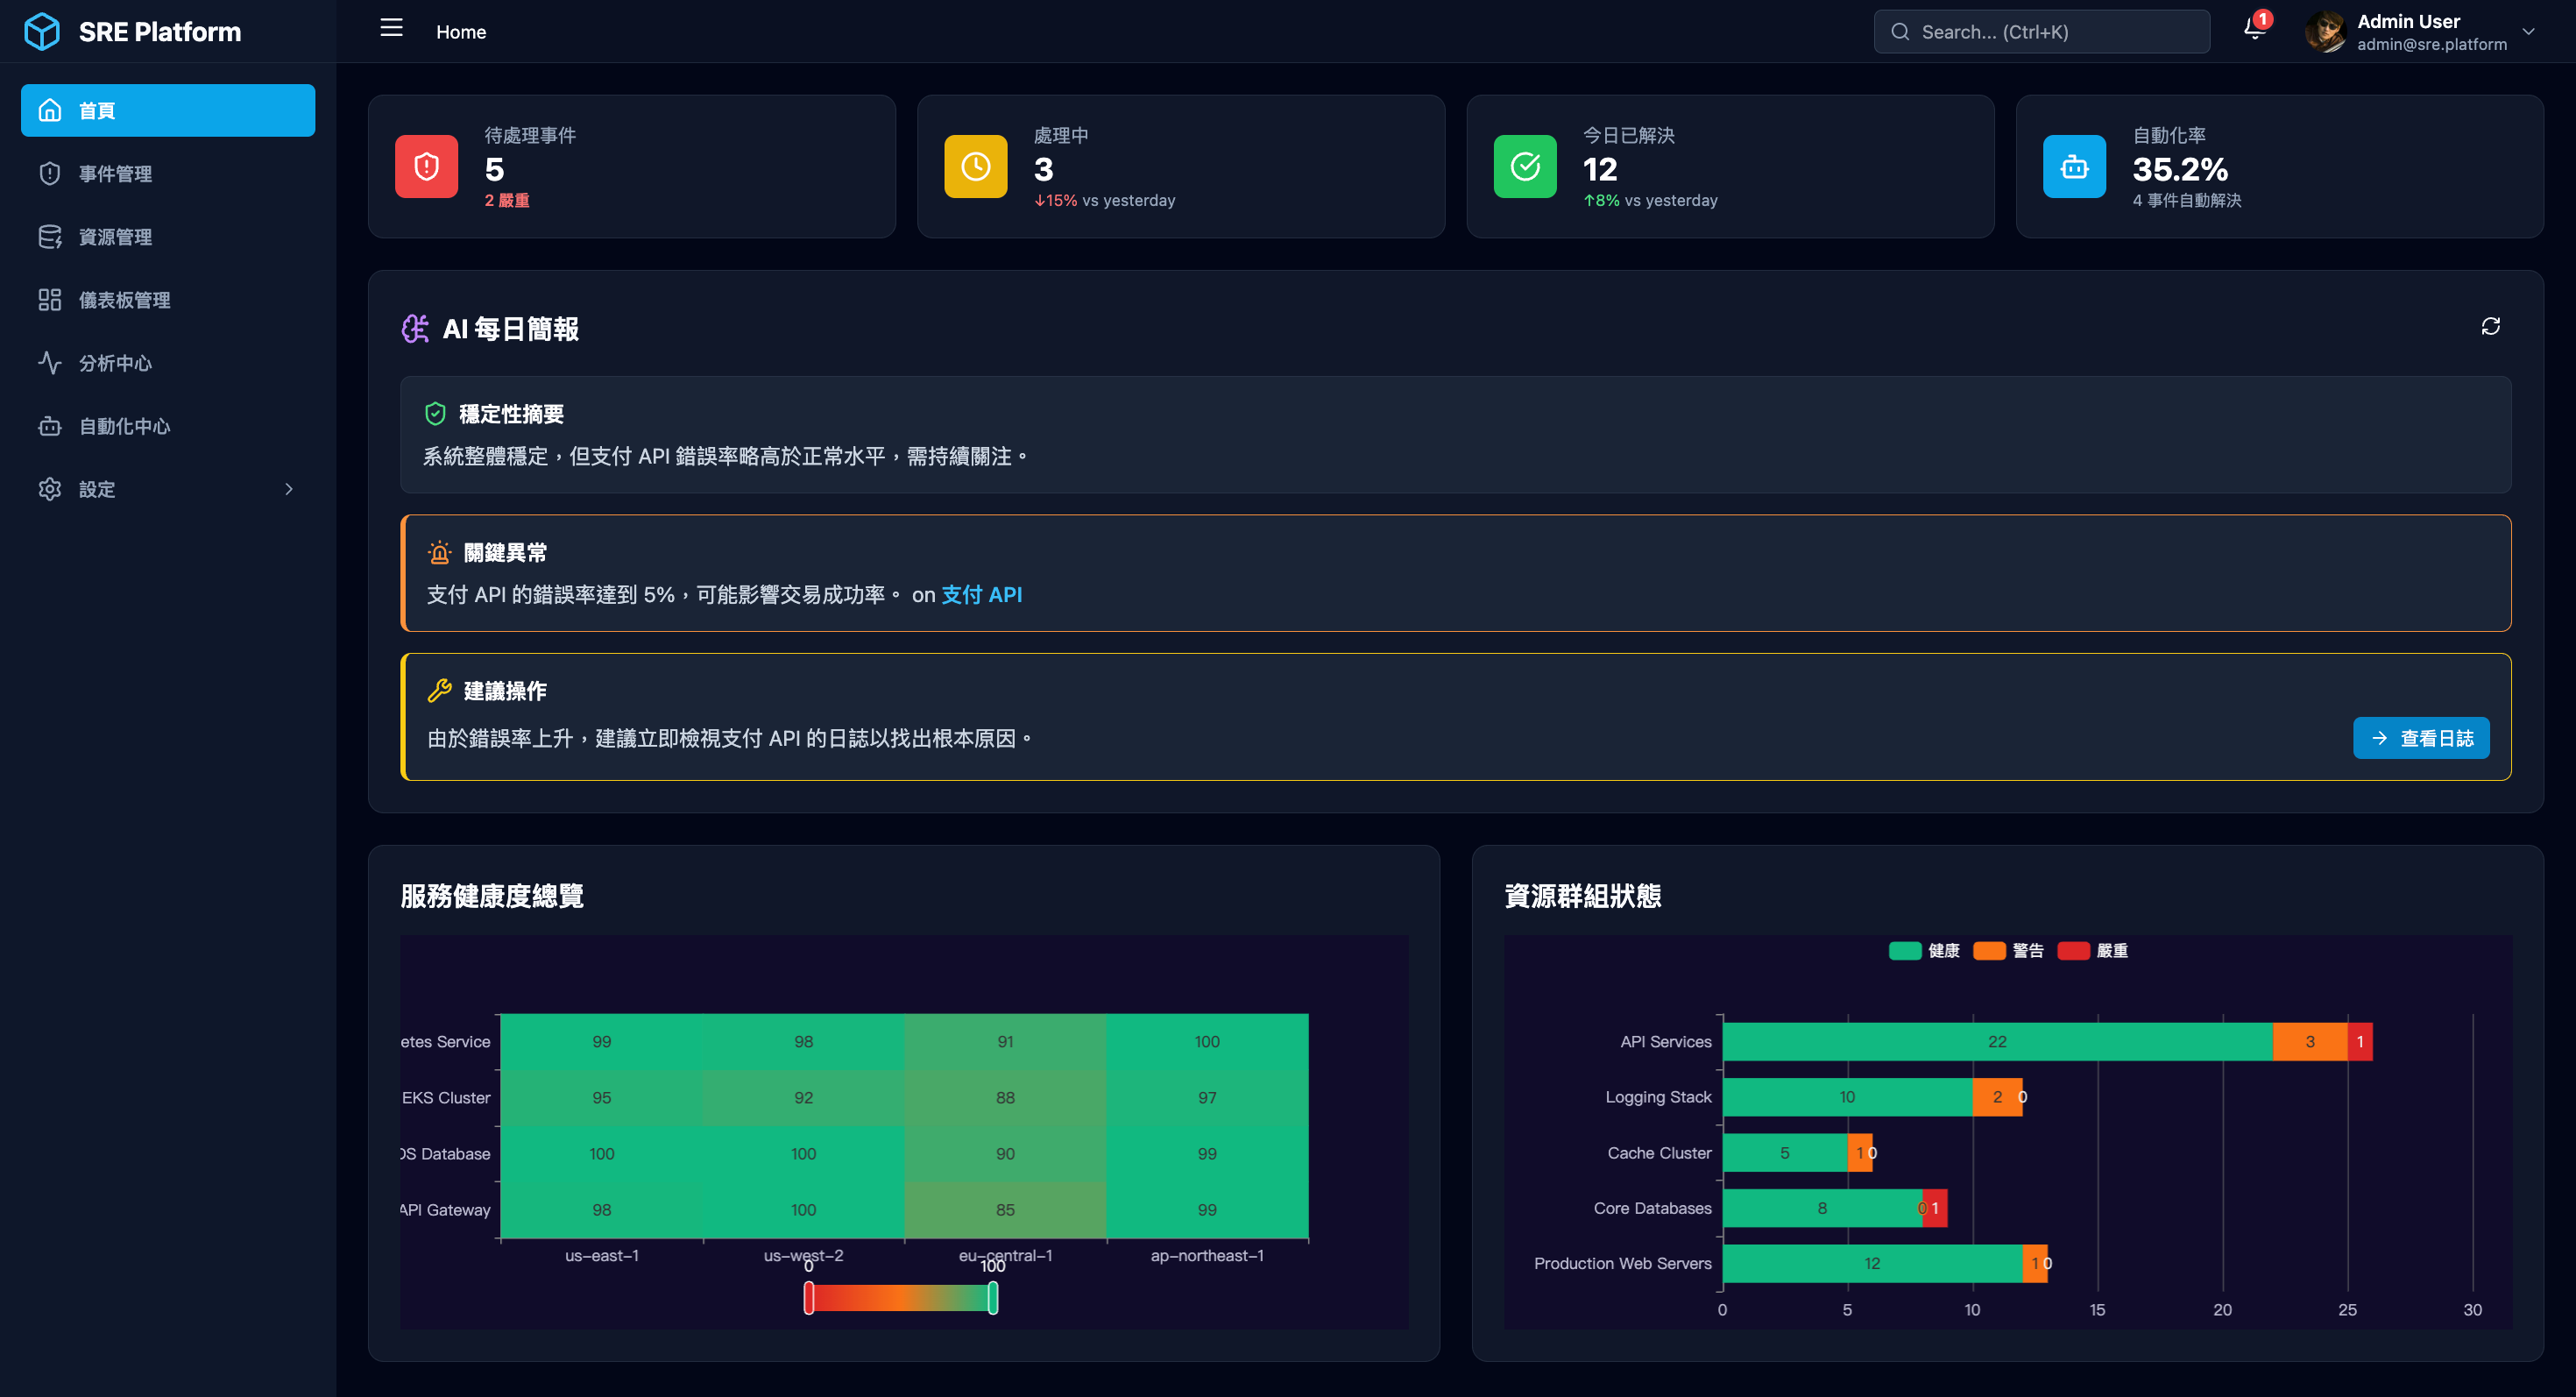 SRE Platform
Home
Search... (Ctrl+K)
1
Admin User
admin@sre.platform
首頁
事件管理
資源管理
儀表板管理
分析中心
自動化中心
設定
待處理事件
5
2 嚴重
處理中
3
↓15% vs yesterday
今日已解決
12
↑8% vs yesterday
自動化率
35.2%
4 事件自動解決
AI 每日簡報
穩定性摘要
系統整體穩定，但支付 API 錯誤率略高於正常水平，需持續關注。
關鍵異常
支付 API 的錯誤率達到 5%，可能影響交易成功率。 on 支付 API
建議操作
由於錯誤率上升，建議立即檢視支付 API 的日誌以找出根本原因。
查看日誌
服務健康度總覽
etes Service 99 98 91 100
EKS Cluster 95 92 88 97
DS Database 100 100 90 99
API Gateway 98 100 85 99
us-east-1 us-west-2 eu-central-1 ap-northeast-1
0 100
資源群組狀態
健康 警告 嚴重
API Services 22 3 1
Logging Stack 10 2 0
Cache Cluster 5 1 0
Core Databases 8 0 1
Production Web Servers 12 1 0
0 5 10 15 20 25 30